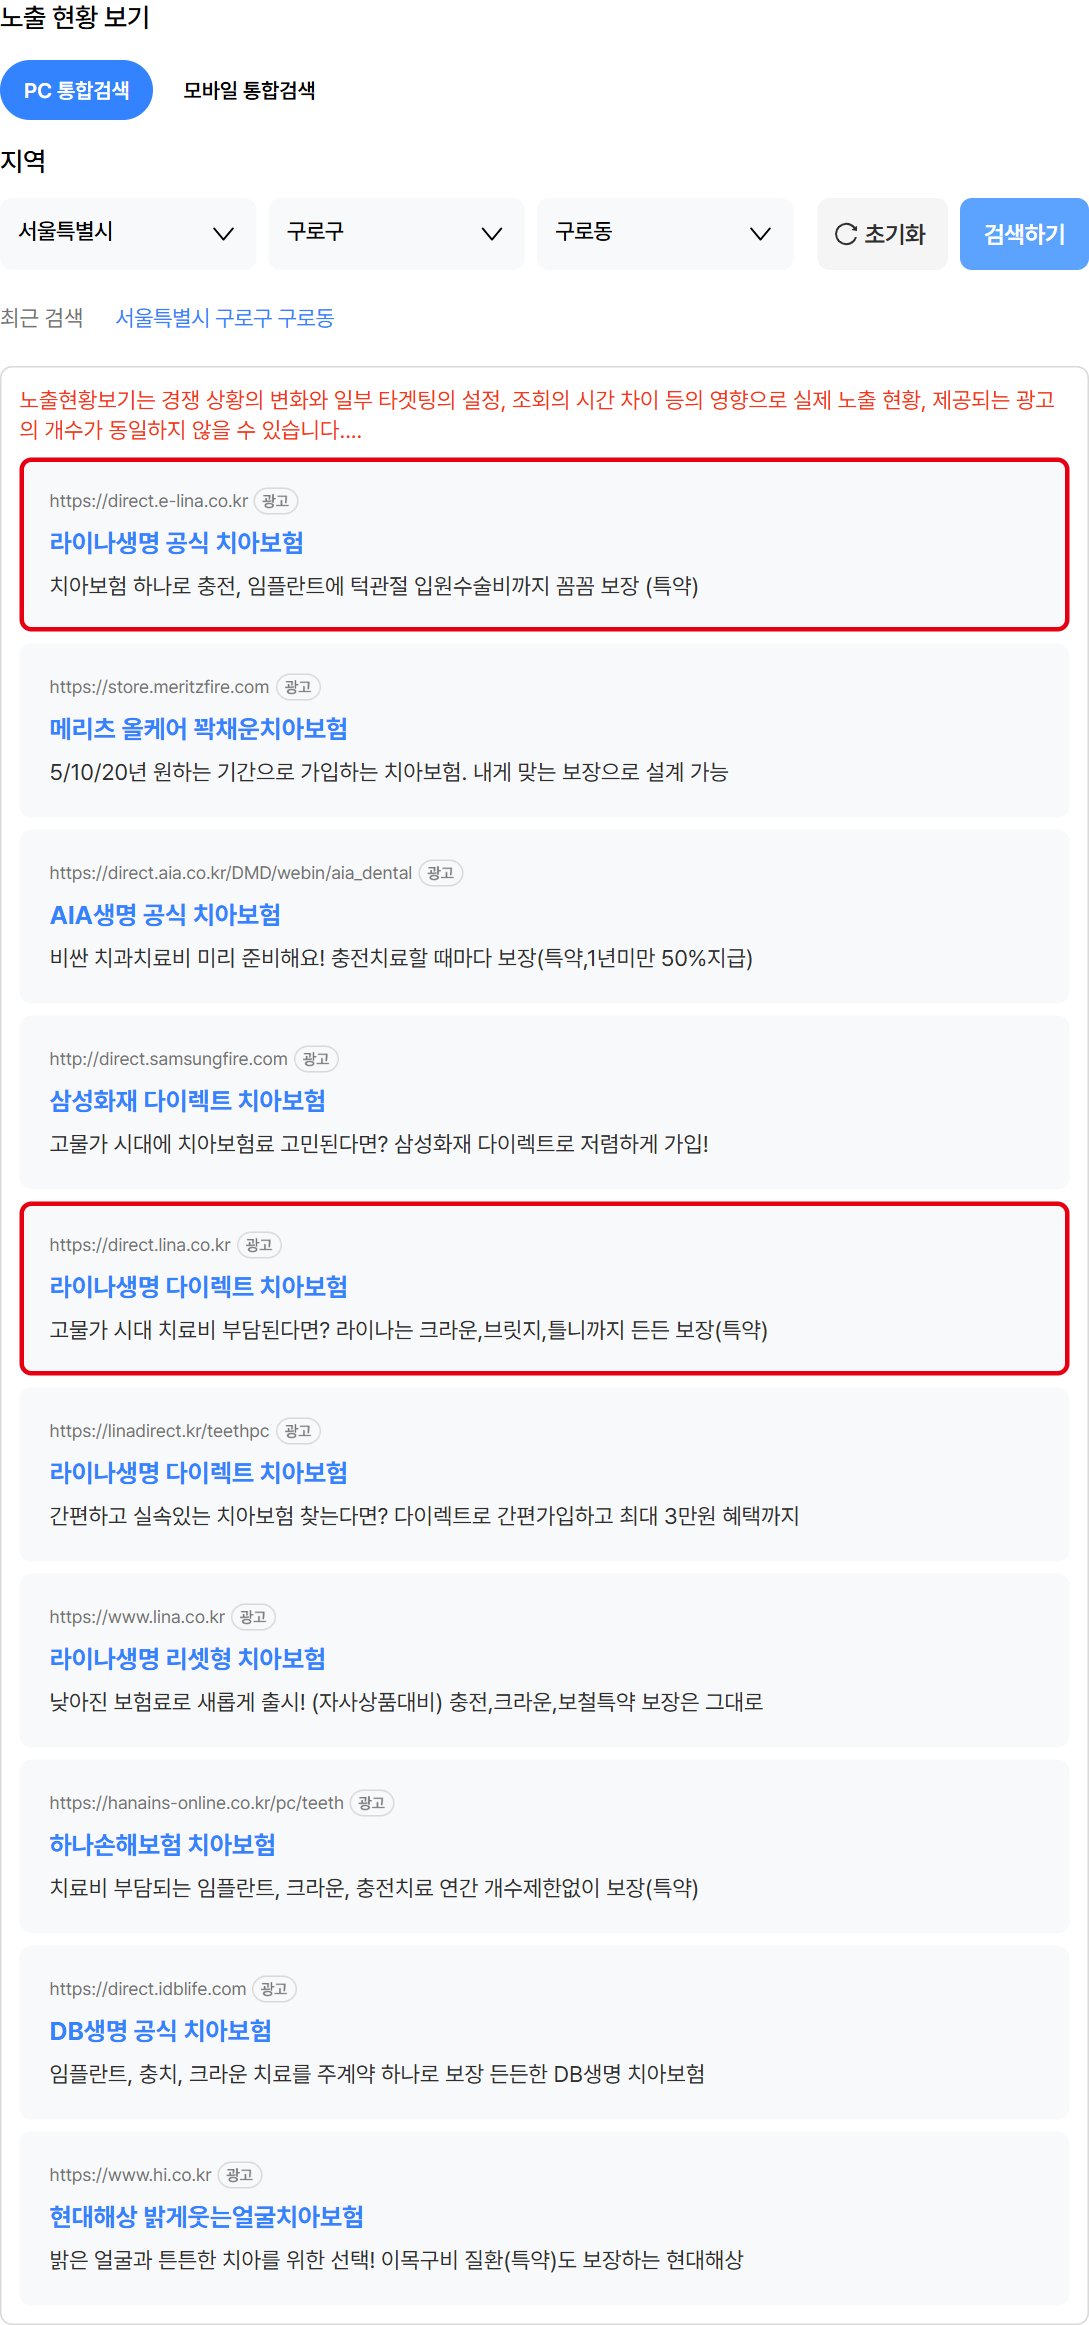 노출 현황 보기
PC 통합검색 모바일 통합검색
지역
서울특별시 구로구 구로동 초기화 검색하기
최근 검색 서울특별시 구로구 구로동
노출현황보기는 경쟁 상황의 변화와 일부 타겟팅의 설정, 조회의 시간 차이 등의 영향으로 실제 노출 현황, 제공되는 광고
의 개수가 동일하지 않을 수 있습니다....
https://direct.e-lina.co.kr 광고
라이나생명 공식 치아보험
치아보험 하나로 충전, 임플란트에 턱관절 입원수술비까지 꼼꼼 보장 (특약)
https://store.meritzfire.com 광고
메리츠 올케어 꽉채운치아보험
5/10/20년 원하는 기간으로 가입하는 치아보험. 내게 맞는 보장으로 설계 가능
https://direct.aia.co.kr/DMD/webin/aia_dental 광고
AIA생명 공식 치아보험
비싼 치과치료비 미리 준비해요! 충전치료할 때마다 보장(특약,1년미만 50%지급)
http://direct.samsungfire.com 광고
삼성화재 다이렉트 치아보험
고물가 시대에 치아보험료 고민된다면? 삼성화재 다이렉트로 저렴하게 가입!
https://direct.lina.co.kr 광고
라이나생명 다이렉트 치아보험
고물가 시대 치료비 부담된다면? 라이나는 크라운,브릿지,틀니까지 든든 보장(특약)
https://linadirect.kr/teethpc 광고
라이나생명 다이렉트 치아보험
간편하고 실속있는 치아보험 찾는다면? 다이렉트로 간편가입하고 최대 3만원 혜택까지
https://www.lina.co.kr 광고
라이나생명 리셋형 치아보험
낮아진 보험료로 새롭게 출시! (자사상품대비) 충전,크라운,보철특약 보장은 그대로
https://hanains-online.co.kr/pc/teeth 광고
하나손해보험 치아보험
치료비 부담되는 임플란트, 크라운, 충전치료 연간 개수제한없이 보장(특약)
https://direct.idblife.com 광고
DB생명 공식 치아보험
임플란트, 충치, 크라운 치료를 주계약 하나로 보장 든든한 DB생명 치아보험
https://www.hi.co.kr 광고
현대해상 밝게웃는얼굴치아보험
밝은 얼굴과 튼튼한 치아를 위한 선택! 이목구비 질환(특약)도 보장하는 현대해상